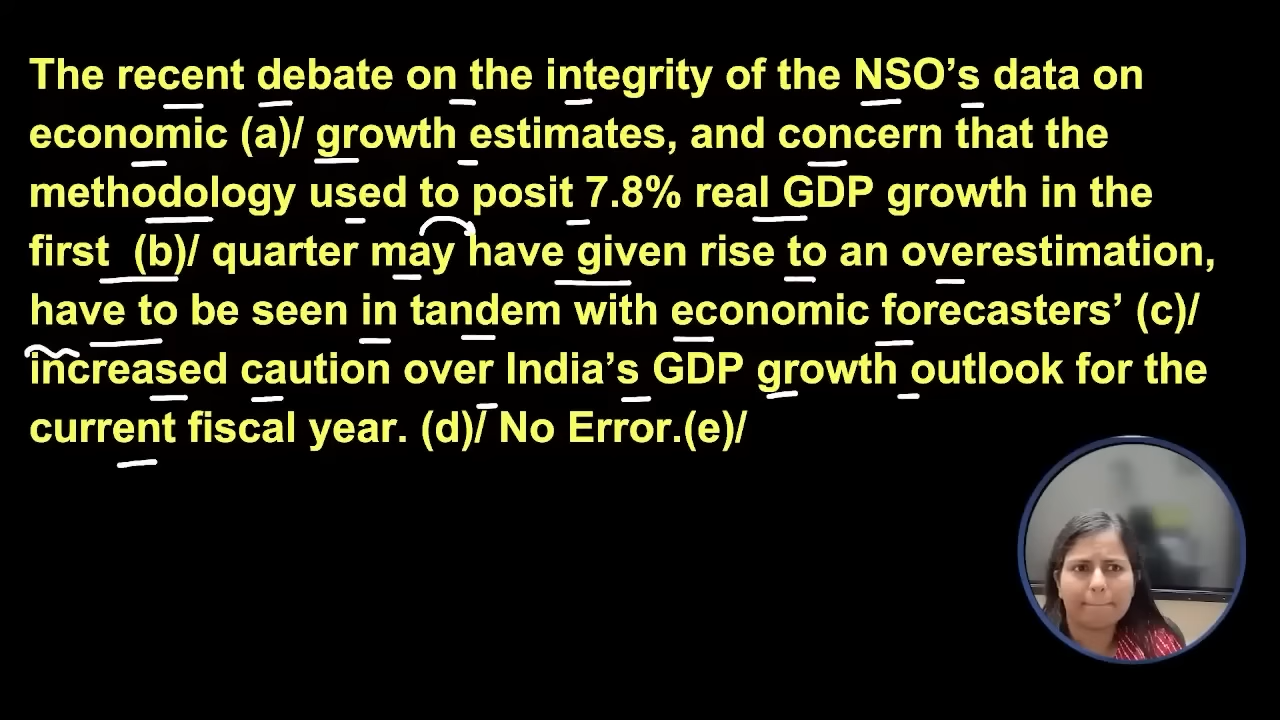 The recent debate on the integrity of the NSO’s data on
economic (a)/ growth estimates, and concern that the
methodology used to posit 7.8% real GDP growth in the
first (b)/ quarter may have given rise to an overestimation,
have to be seen in tandem with economic forecasters’ (c)/
increased caution over India’s GDP growth outlook for the
current fiscal year. (d)/ No Error.(e)/